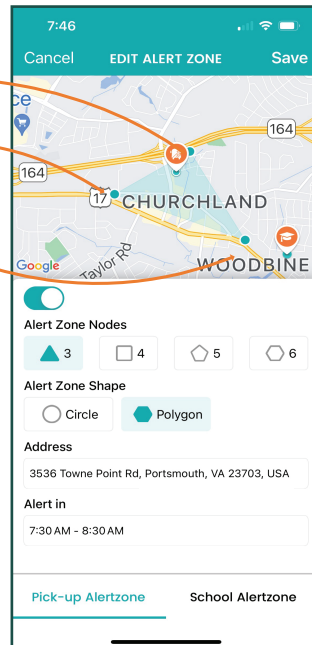 7:46
Cancel EDIT ALERT ZONE Save
ce
164
164
17 CHURCHLAND
Taylor Rd
Google WOODBINE
Alert Zone Nodes
3 4 5 6
Alert Zone Shape
Circle Polygon
Address
3536 Towne Point Rd, Portsmouth, VA 23703, USA
Alert in
7:30 AM - 8:30 AM
Pick-up Alertzone School Alertzone